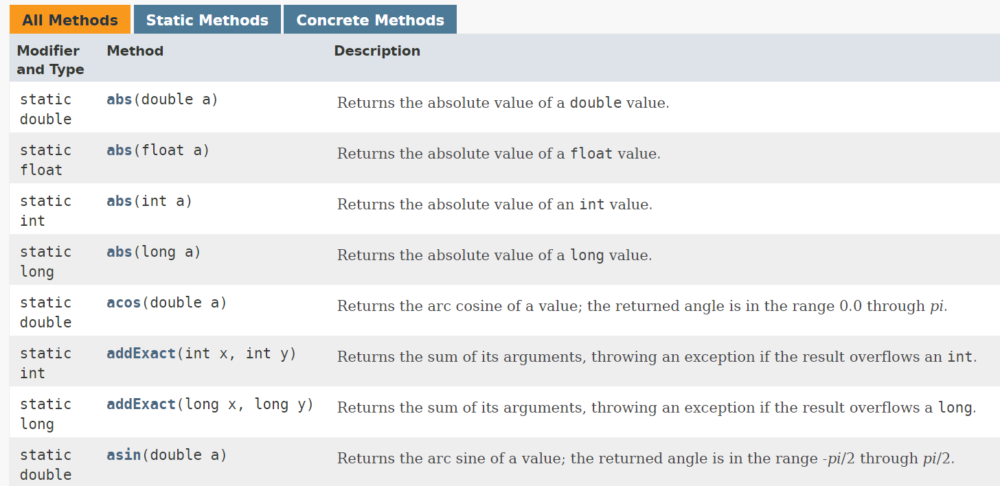 All Methods Static Methods Concrete Methods
Modifier and Type Method Description
static double abs(double a) Returns the absolute value of a double value.
static float abs(float a) Returns the absolute value of a float value.
static int abs(int a) Returns the absolute value of an int value.
static long abs(long a) Returns the absolute value of a long value.
static double acos(double a) Returns the arc cosine of a value; the returned angle is in the range 0.0 through pi.
static int addExact(int x, int y) Returns the sum of its arguments, throwing an exception if the result overflows an int.
static long addExact(long x, long y) Returns the sum of its arguments, throwing an exception if the result overflows a long.
static double asin(double a) Returns the arc sine of a value; the returned angle is in the range -pi/2 through pi/2.